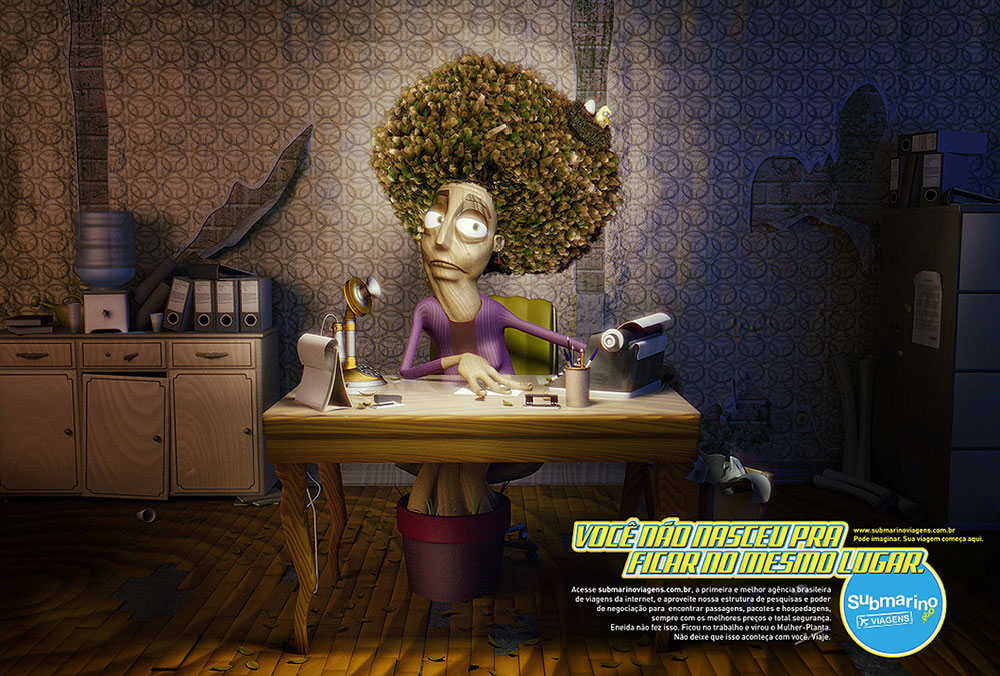 VOCÊ NÃO NASCEU PRA
FICAR NO MESMO LUGAR.
www.submarinoviagens.com.br
Pode imaginar. Sua viagem começa aqui.
Acesse submarinoviagens.com.br, a primeira e melhor agência brasileira
de viagens da internet, e aproveite nossa estrutura de pesquisas e poder
de negociação para encontrar passagens, pacotes e hospedagens,
sempre com os melhores preços e total segurança.
Eneida não fez isso. Ficou no trabalho e virou o Mulher-Planta.
Não deixe que isso aconteça com você. Viaje.
Submarino
VIAGENS